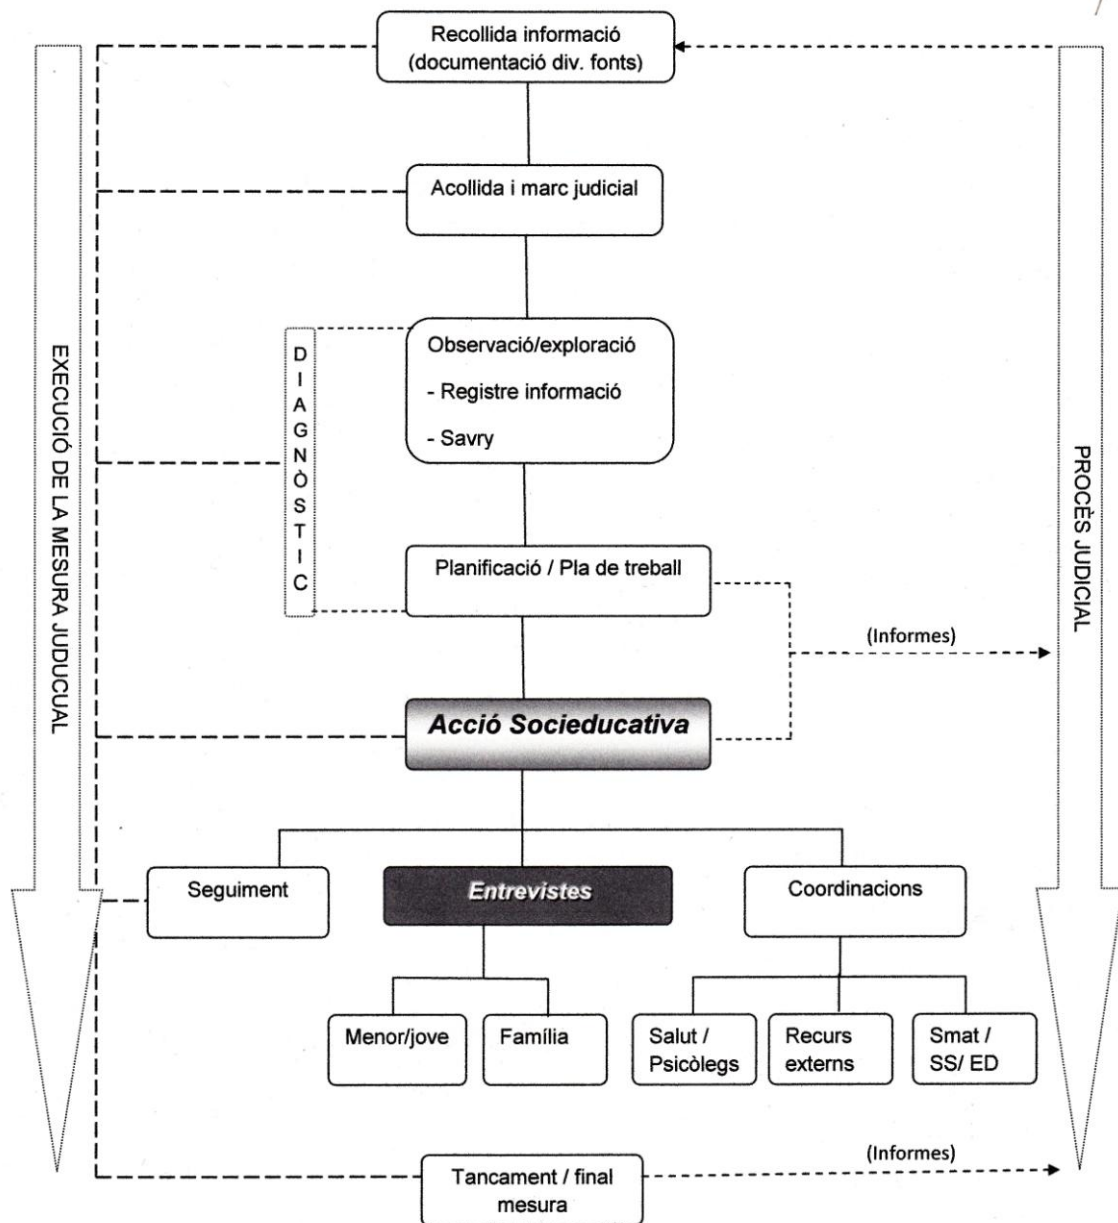 Recollida informació
(documentació div. fonts)
Acollida i marc judicial
Observació/exploració
- Registre informació
- Savry
DIAGNÒSTIC
EXECUCIÓ DE LA MESURA JUDUCUAL
PROCÈS JUDICIAL
Planificació / Pla de treball
(Informes)
Acció Socieducativa
Seguiment
Entrevistes
Coordinacions
Menor/jove
Família
Salut /
Psicòlegs
Recurs
externs
Smat /
SS/ ED
(Informes)
Tancament / final
mesura